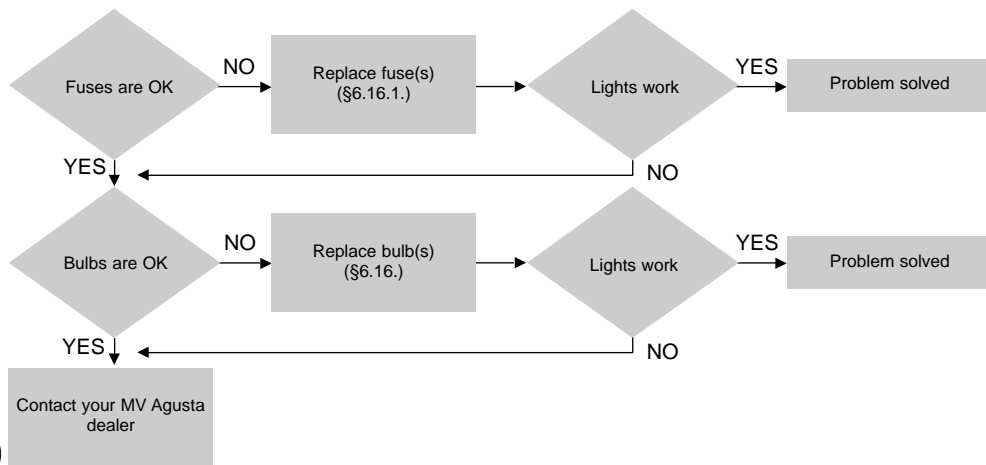 Fuses are OK
NO
Replace fuse(s)
(§6.16.1.)
Lights work
YES
Problem solved
YES
NO
Bulbs are OK
NO
Replace bulb(s)
(§6.16.)
Lights work
YES
Problem solved
YES
NO
Contact your MV Agusta
dealer
)